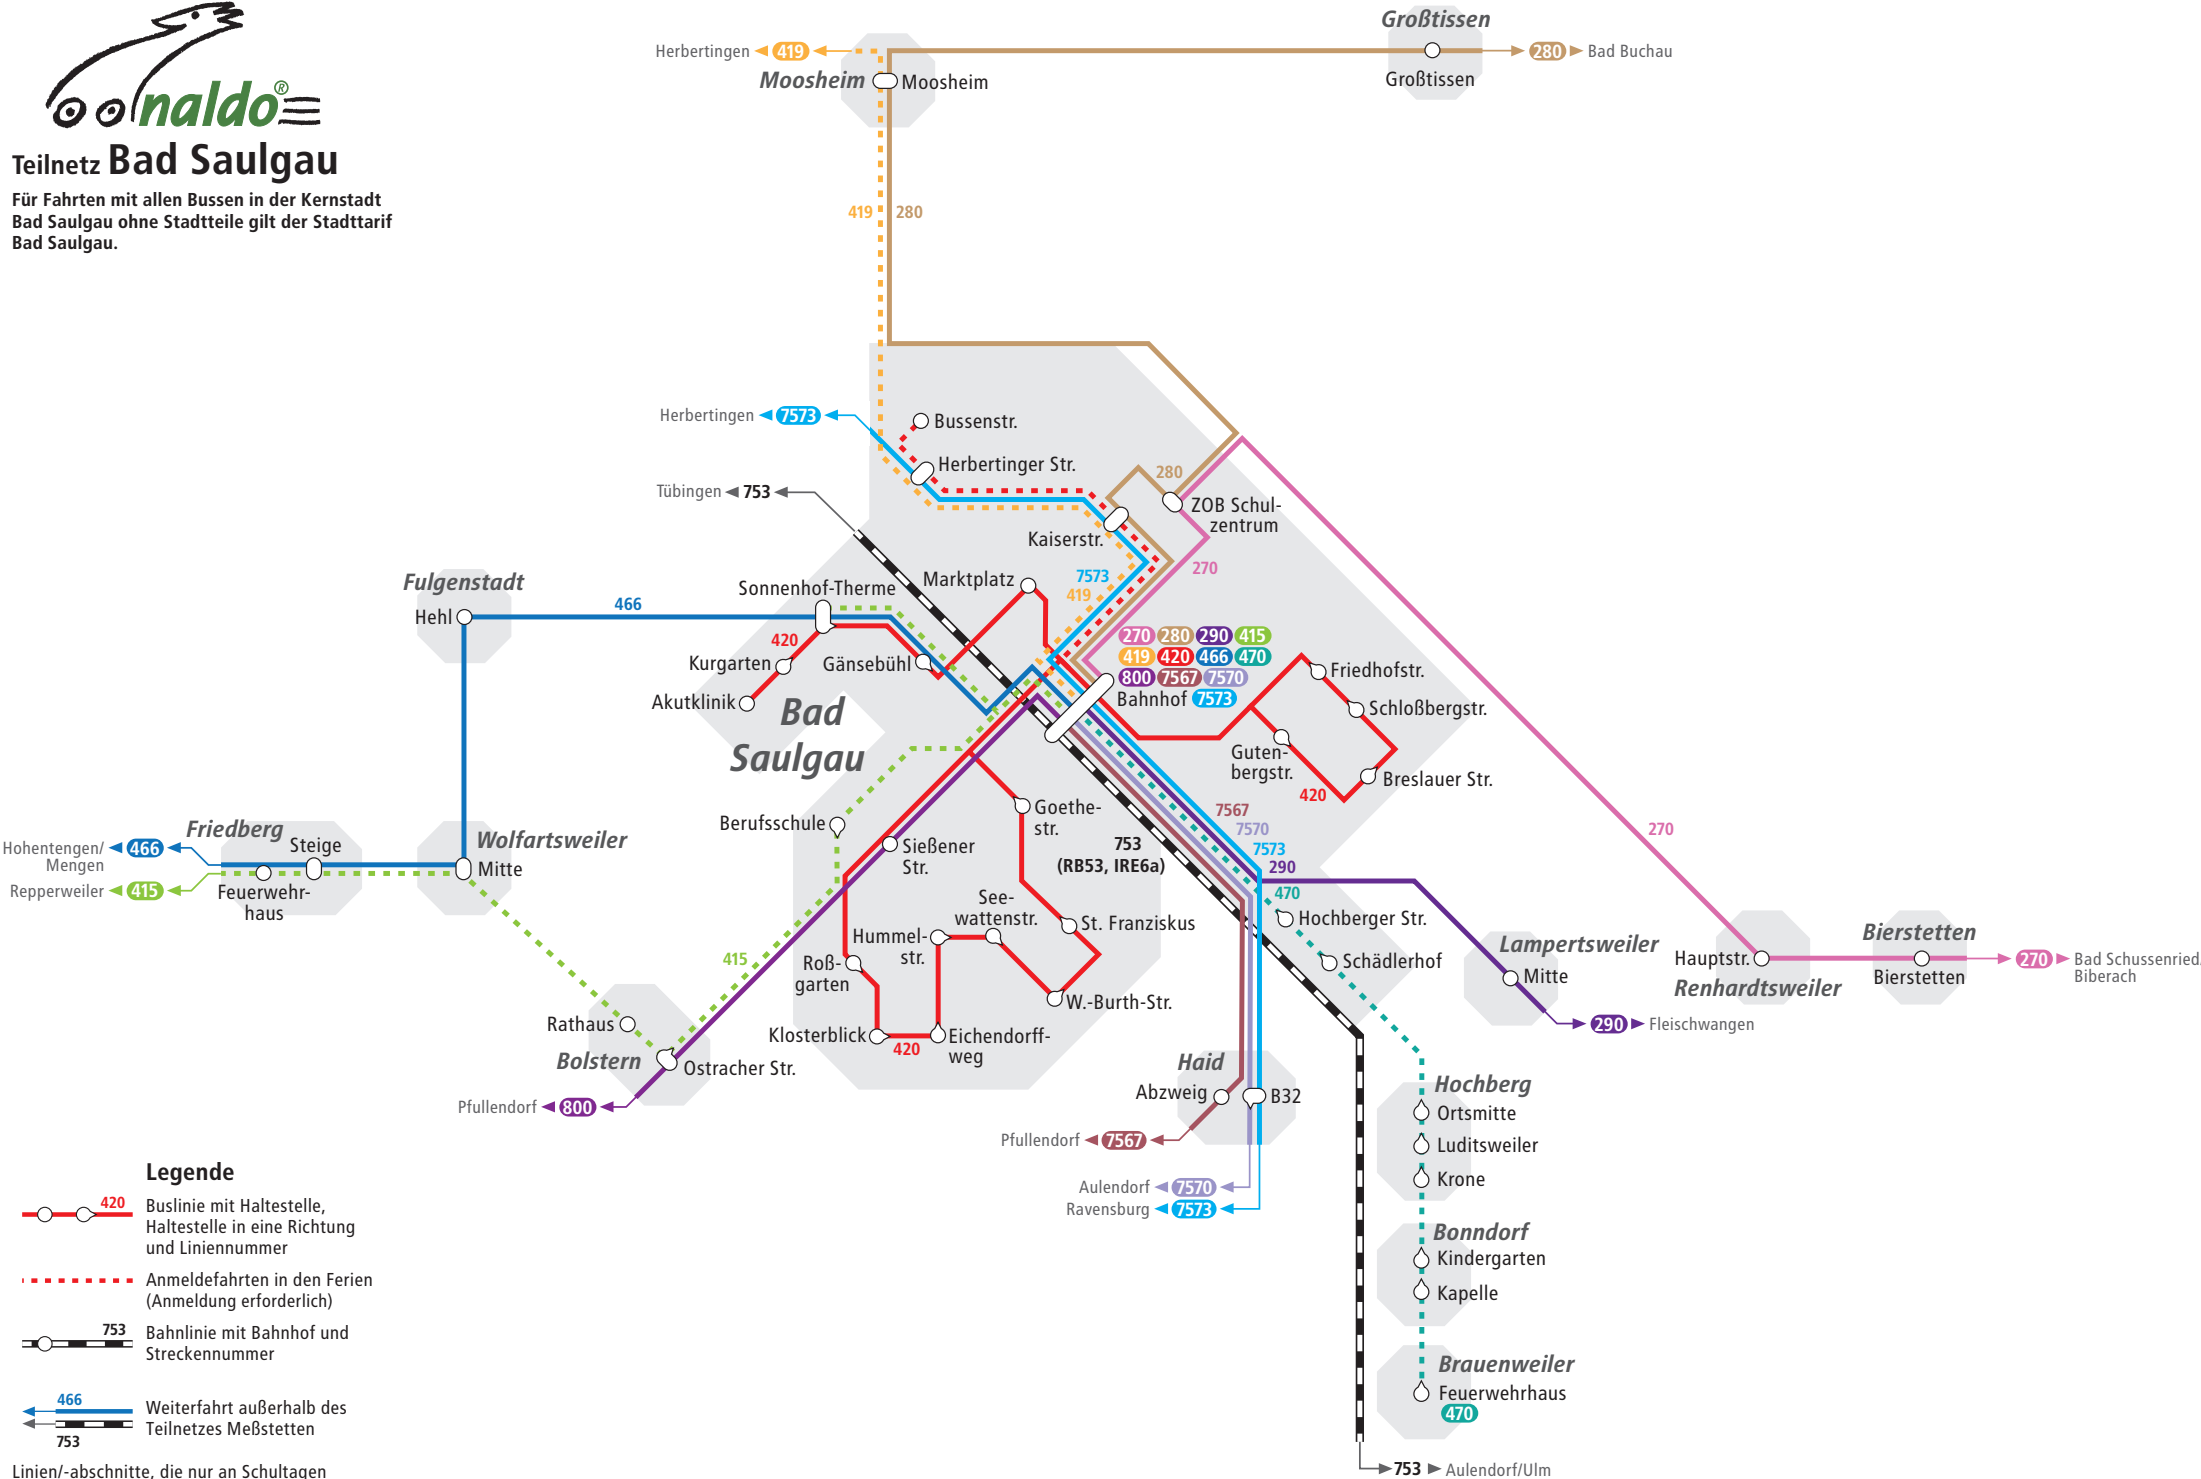 naldo®
Teilnetz Bad Saulgau
Für Fahrten mit allen Bussen in der Kernstadt
Bad Saulgau ohne Stadtteile gilt der Stadttarif
Bad Saulgau.
Herbertingen 419
Moosheim
Moosheim
Großtissen
Großtissen
280 Bad Buchau
419 280
Herbertingen 7573
Bussenstr.
Herbertinger Str.
Tübingen 753
280
ZOB Schul-
zentrum
Kaiserstr.
270
7573
419
Fulgenstadt
Hehl
466
Sonnenhof-Therme
Marktplatz
420
Kurgarten
Gänsebühl
Akutklinik
Bad
Saulgau
270 280 290 415
419 420 466 470
800 7567 7570
Bahnhof 7573
Friedhofstr.
Schloßbergstr.
Guten-
bergstr.
Breslauer Str.
420
Hohentengen/
Mengen
466
Repperweiler 415
Friedberg
Steige
Feuerwehr-
haus
Wolfartsweiler
Mitte
Berufsschule
Sießener
Str.
Goethe-
str.
753
(RB53, IRE6a)
7567
7570
7573
290
470
270
Hochberger Str.
Schädlerhof
See-
wattenstr.
St. Franziskus
Hummel-
str.
Roß-
garten
W.-Burth-Str.
Klosterblick
420
Eichendorff-
weg
415
Rathaus
Bolstern
Ostracher Str.
Pfullendorf 800
Lampertsweiler
Mitte
290 Fleischwangen
Hauptstr.
Renhardtsweiler
Bierstetten
Bierstetten
270 Bad Schussenried/
Biberach
Haid
Abzweig
B32
Pfullendorf 7567
Aulendorf 7570
Ravensburg 7573
Hochberg
Ortsmitte
Luditsweiler
Krone
Bonndorf
Kindergarten
Kapelle
Brauenweiler
Feuerwehrhaus
470
753 Aulendorf/Ulm
Legende
420
Buslinie mit Haltestelle,
Haltestelle in eine Richtung
und Liniennummer
Anmeldefahrten in den Ferien
(Anmeldung erforderlich)
753
Bahnlinie mit Bahnhof und
Streckennummer
466
753
Weiterfahrt außerhalb des
Teilnetzes Meßstetten
Linien/-abschnitte, die nur an Schultagen